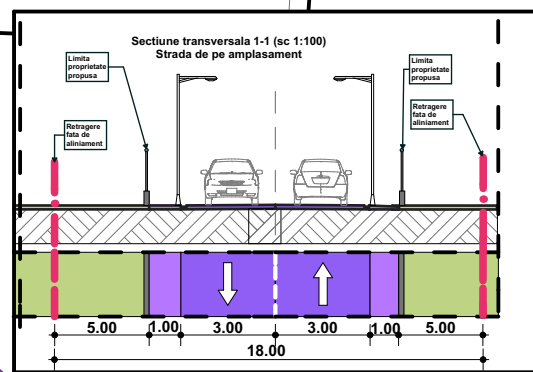 Sectiune transversala 1-1 (sc 1:100)
Strada de pe amplasament
Limita
proprietate
propusa
Limita
proprietate
propusa
Retragere
fata de
aliniament
Retragere
fata de
aliniament
5.00 1.00 3.00 3.00 1.00 5.00
18.00